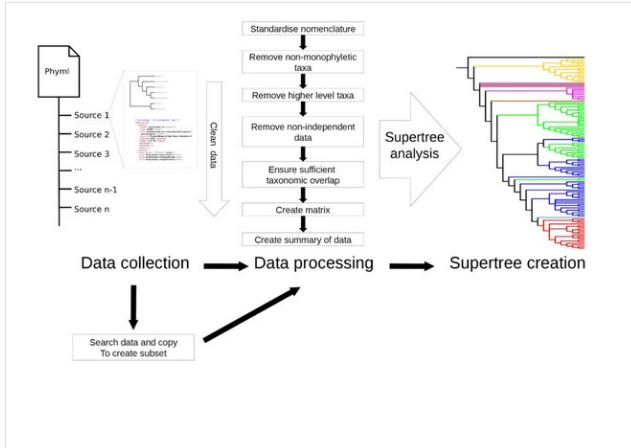 Phyml
Source 1
Source 2
Source 3
...
Source n-1
Source n
Clean data
Standardise nomenclature
Remove non-monophyletic
taxa
Remove higher level taxa
Remove non-independent
data
Ensure sufficient
taxonomic overlap
Create matrix
Create summary of data
Supertree
analysis
Data collection
Data processing
Supertree creation
Search data and copy
To create subset